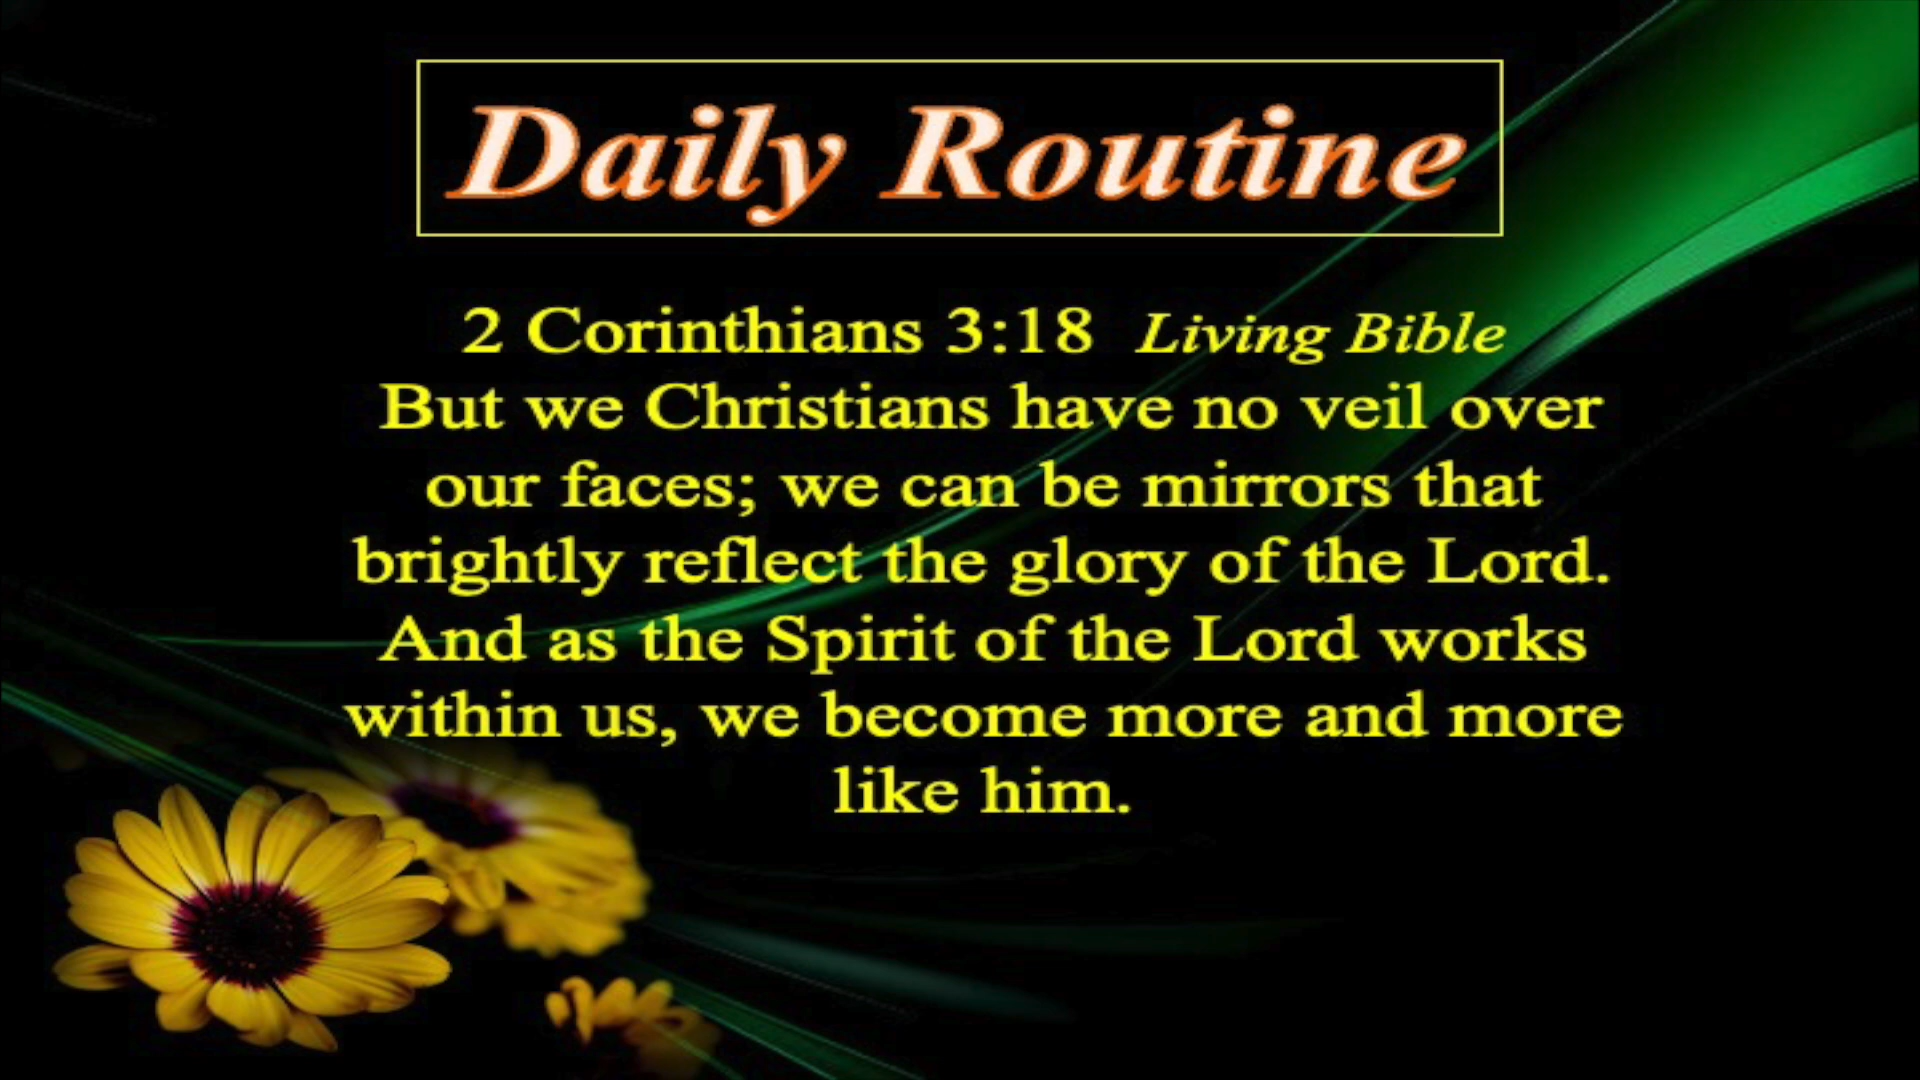 Daily Routine
2 Corinthians 3:18 Living Bible
But we Christians have no veil over
our faces; we can be mirrors that
brightly reflect the glory of the Lord.
And as the Spirit of the Lord works
within us, we become more and more
like him.